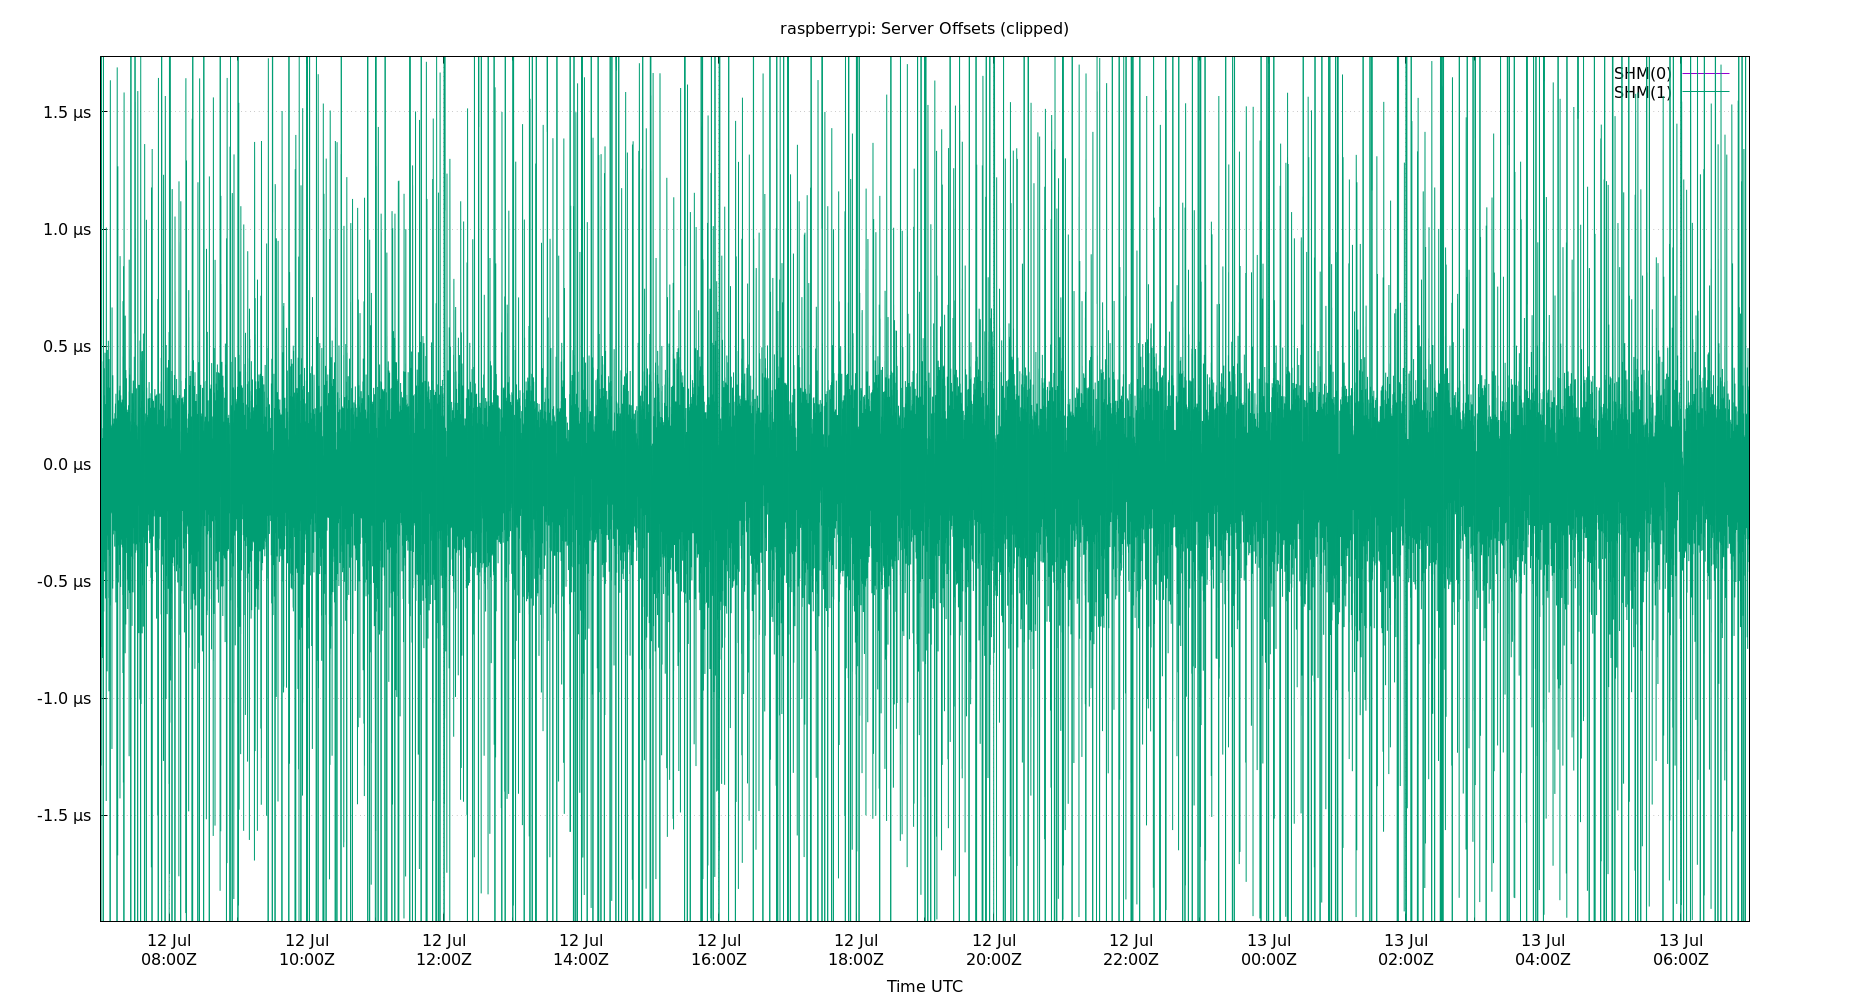 raspberrypi: Server Offsets (clipped)
SHM(0)
SHM(1)
1.5 µs
1.0 µs
0.5 µs
0.0 µs
-0.5 µs
-1.0 µs
-1.5 µs
12 Jul 12 Jul 12 Jul 12 Jul 12 Jul 12 Jul 12 Jul 12 Jul 13 Jul 13 Jul 13 Jul 13 Jul
08:00Z 10:00Z 12:00Z 14:00Z 16:00Z 18:00Z 20:00Z 22:00Z 00:00Z 02:00Z 04:00Z 06:00Z
Time UTC